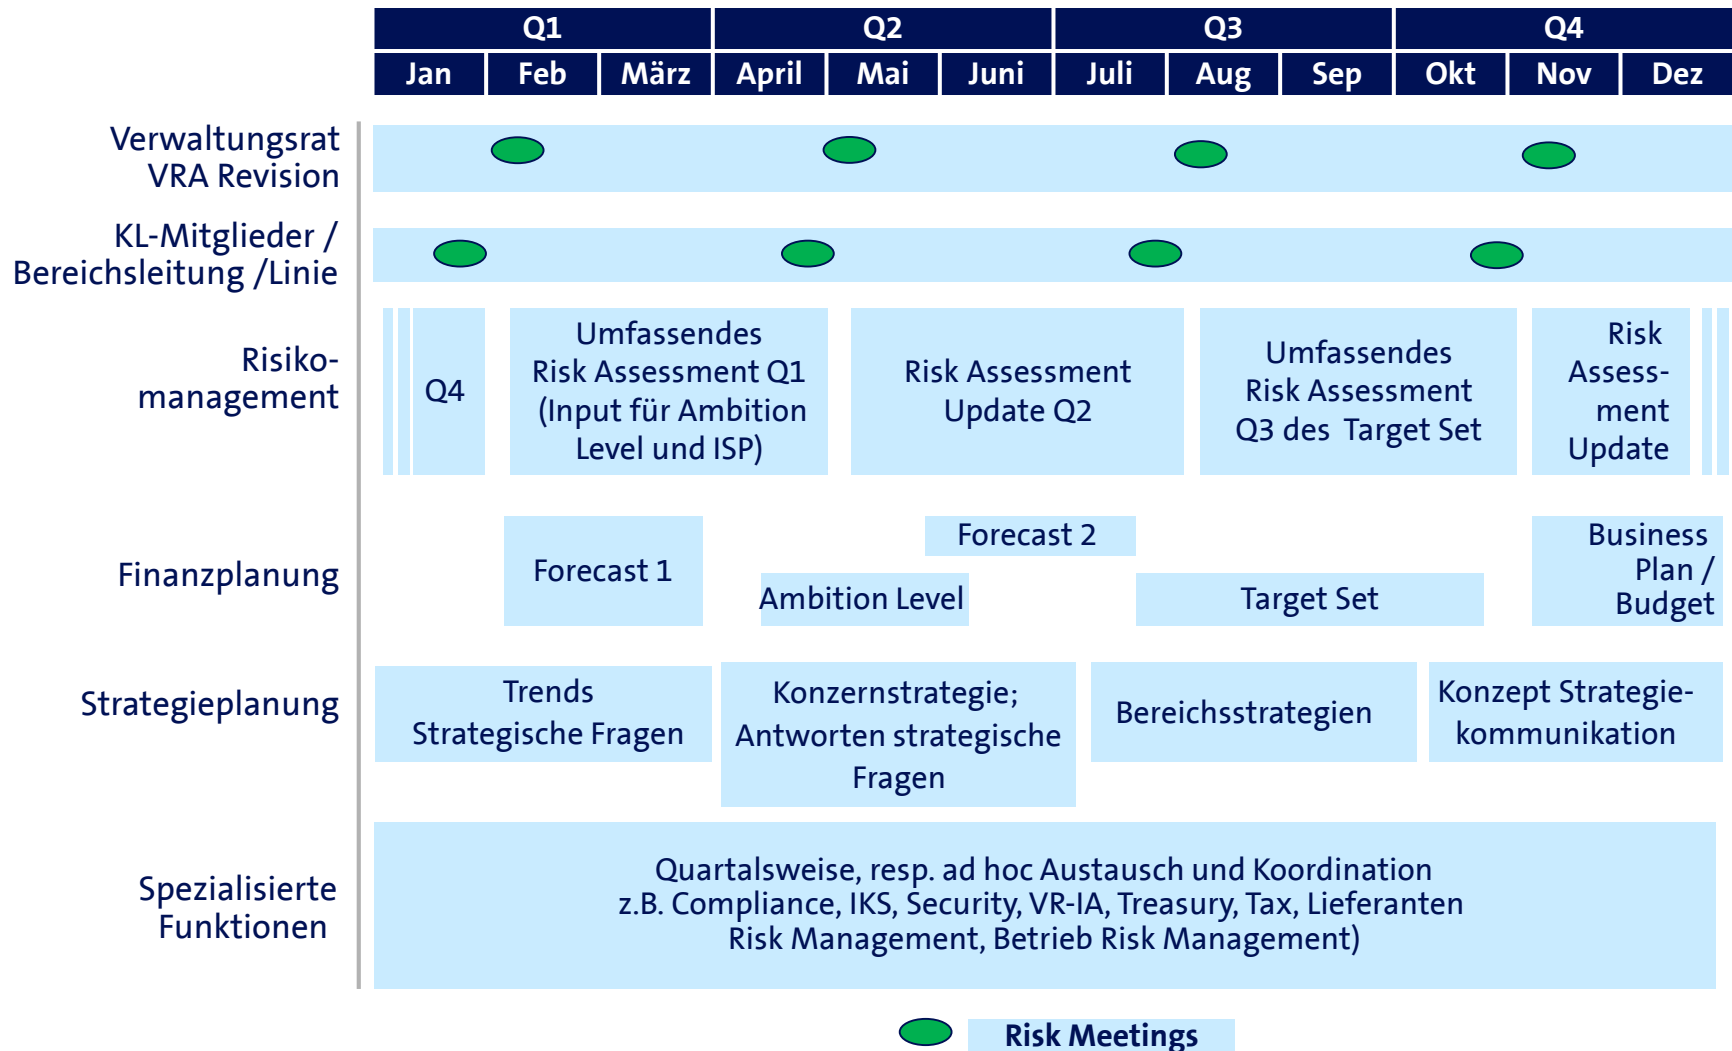 Q1 Q2 Q3 Q4
Jan Feb März April Mai Juni Juli Aug Sep Okt Nov Dez
Verwaltungsrat
VRA Revision
KL-Mitglieder /
Bereichsleitung /Linie
Risiko-
management
Q4
Umfassendes
Risk Assessment Q1
(Input für Ambition
Level und ISP)
Risk Assessment
Update Q2
Umfassendes
Risk Assessment
Q3 des Target Set
Risk
Assess-
ment
Update
Finanzplanung
Forecast 1
Forecast 2
Ambition Level
Target Set
Business
Plan /
Budget
Strategieplanung
Trends
Strategische Fragen
Konzernstrategie;
Antworten strategische
Fragen
Bereichsstrategien
Konzept Strategie-
kommunikation
Spezialisierte
Funktionen
Quartalsweise, resp. ad hoc Austausch und Koordination
z.B. Compliance, IKS, Security, VR-IA, Treasury, Tax, Lieferanten
Risk Management, Betrieb Risk Management)
Risk Meetings